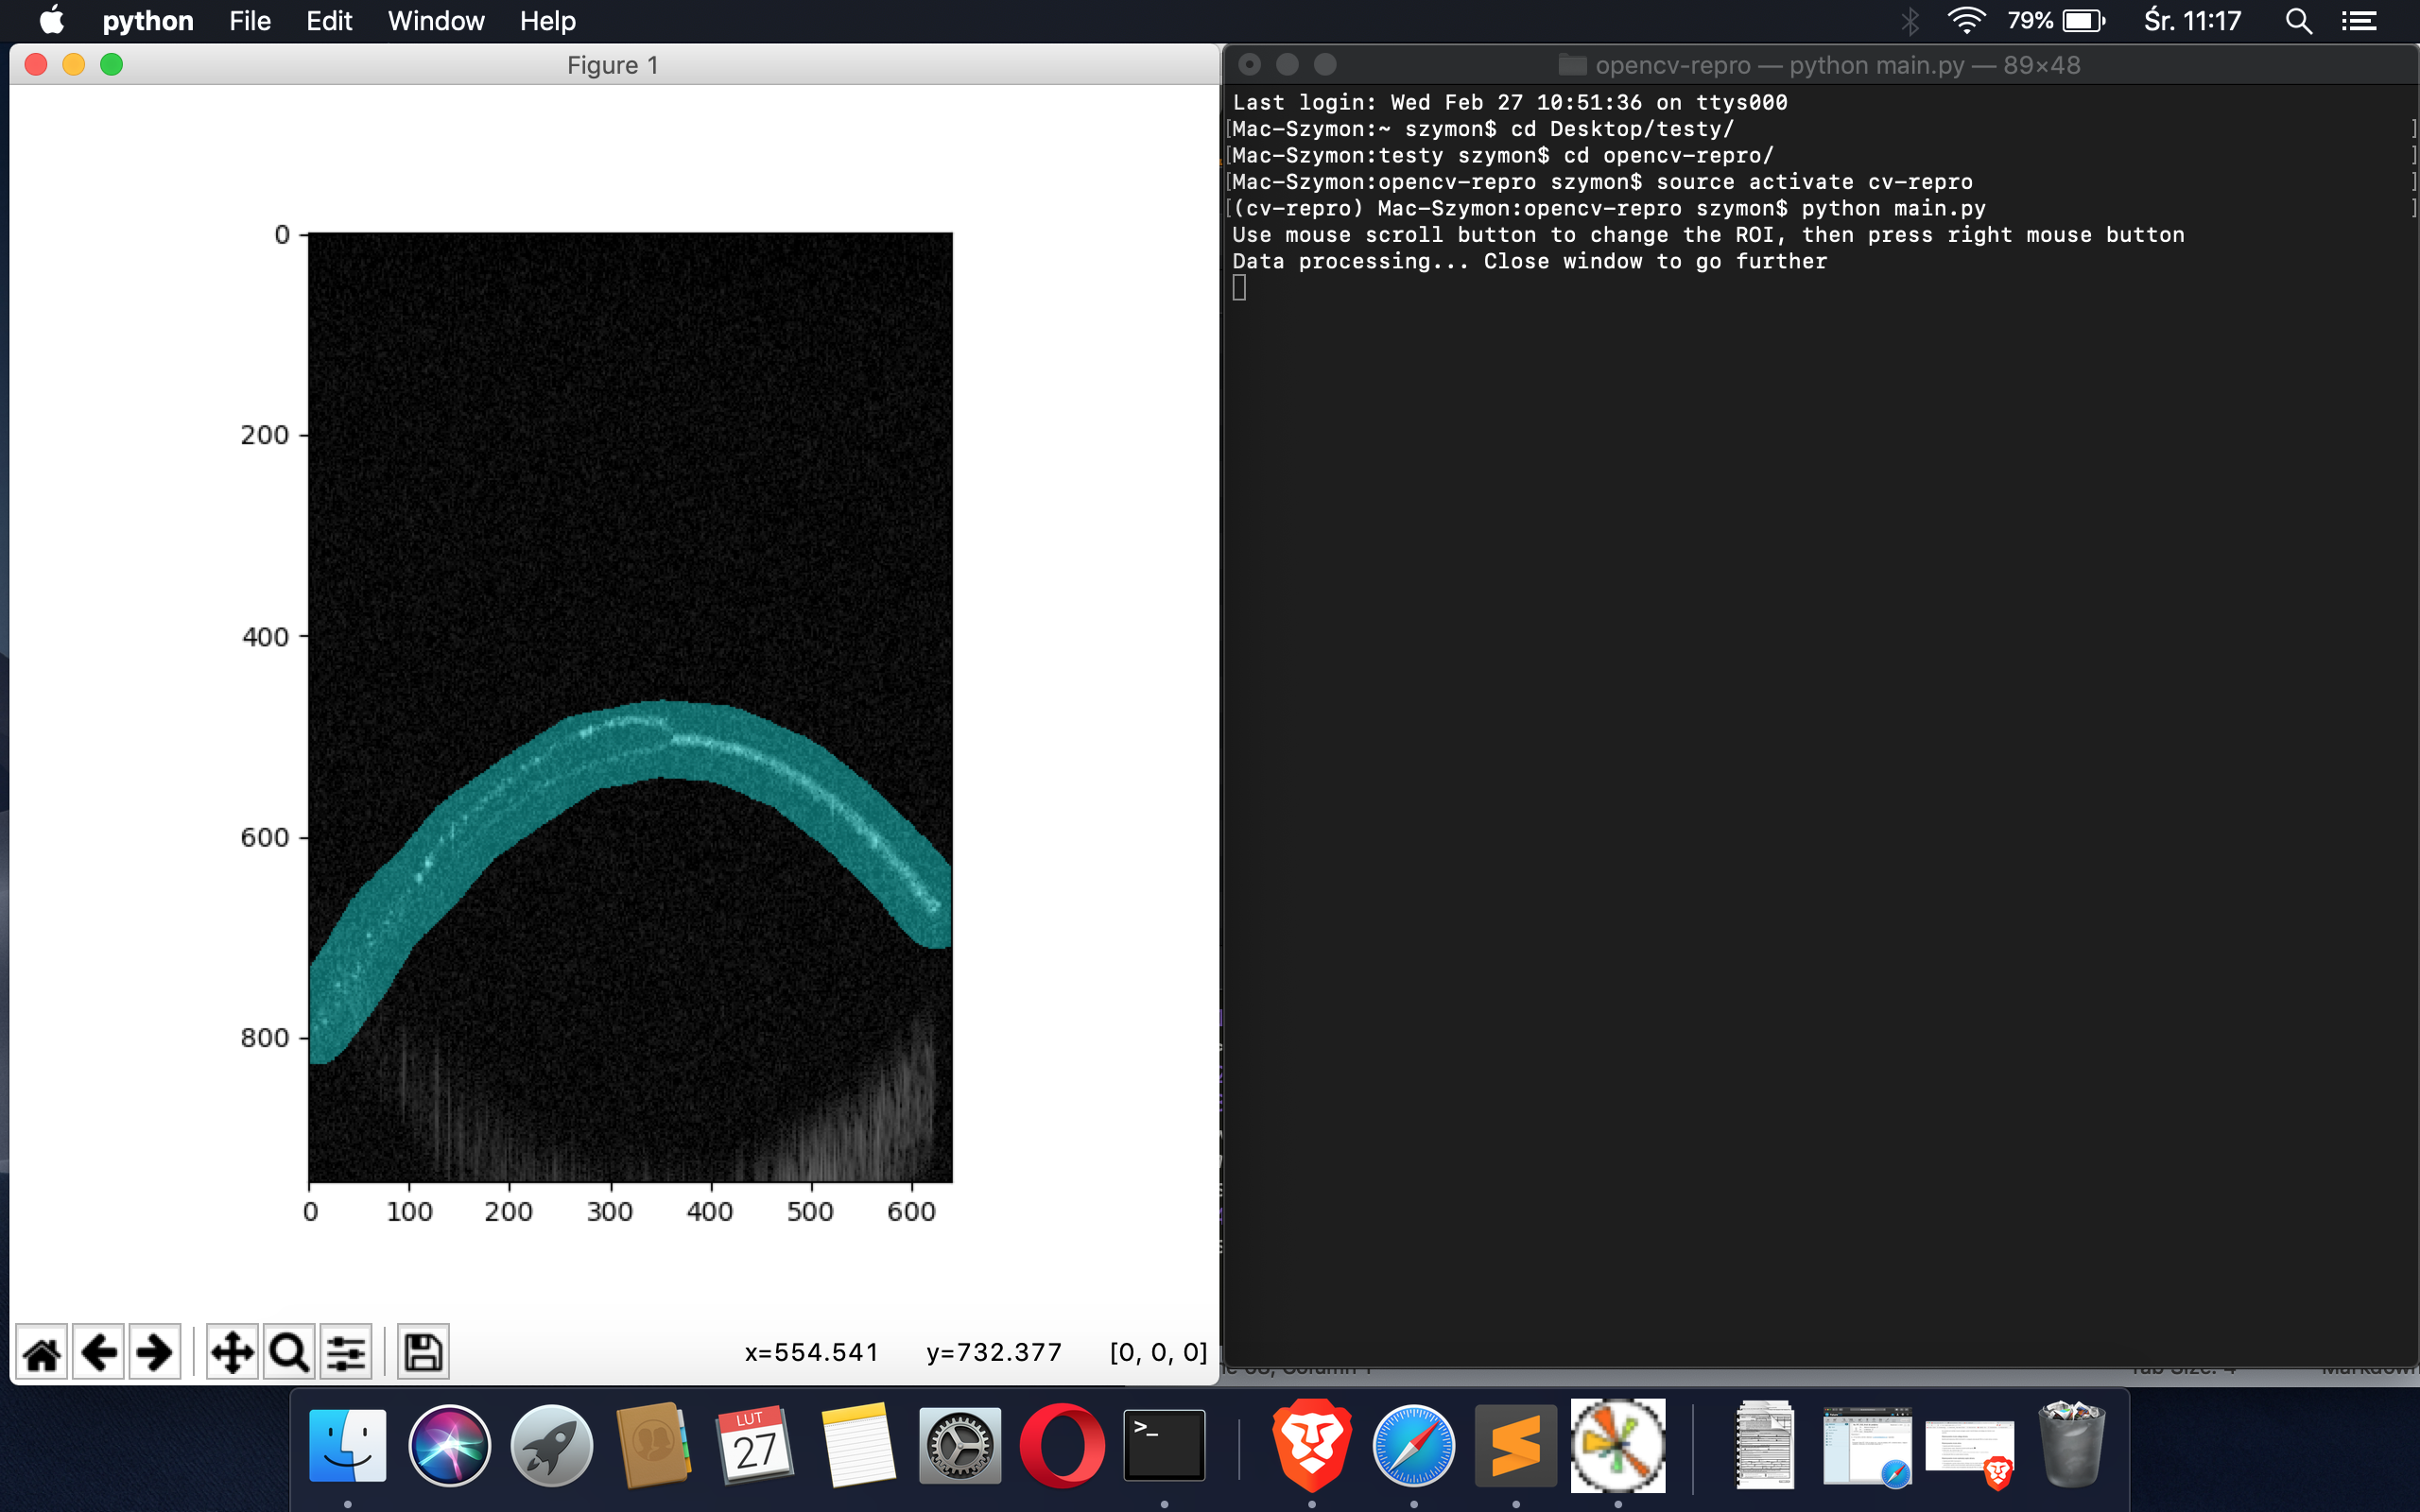 python File Edit Window Help 79% Śr. 11:17
Figure 1
0
200
400
600
800
0 100 200 300 400 500 600
x=554.541 y=732.377 [0, 0, 0]
opencv-repro — python main.py — 89×48
Last login: Wed Feb 27 10:51:36 on ttys000
[Mac-Szymon:~ szymon$ cd Desktop/testy/ ]
[Mac-Szymon:testy szymon$ cd opencv-repro/ ]
[Mac-Szymon:opencv-repro szymon$ source activate cv-repro ]
[(cv-repro) Mac-Szymon:opencv-repro szymon$ python main.py ]
Use mouse scroll button to change the ROI, then press right mouse button
Data processing... Close window to go further
LUT
27
>_